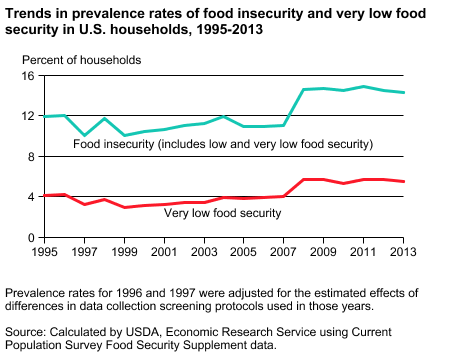 Trends in prevalence rates of food insecurity and very low food
security in U.S. households, 1995-2013
Percent of households
16
12
Food insecurity (includes low and very low food security)
8
4
Very low food security
0
1995 1997 1999 2001 2003 2005 2007 2009 2011 2013
Prevalence rates for 1996 and 1997 were adjusted for the estimated effects of
differences in data collection screening protocols used in those years.
Source: Calculated by USDA, Economic Research Service using Current
Population Survey Food Security Supplement data.